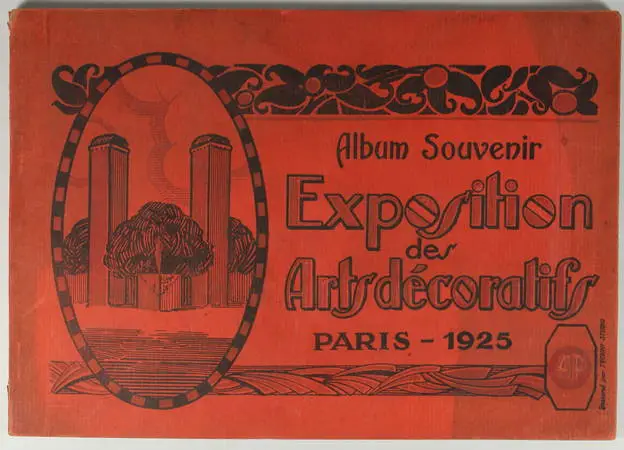 Album Souvenir
Exposition
des
Arts décoratifs
PARIS - 1925